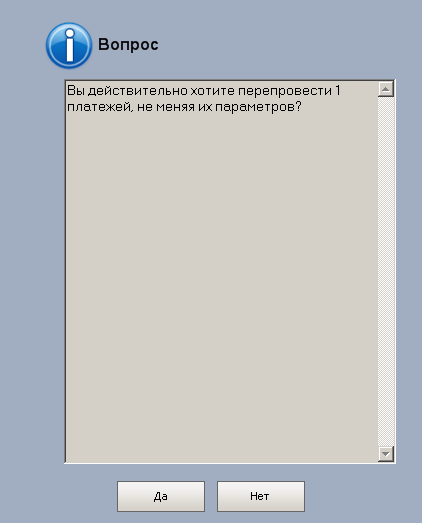 Вопрос
Вы действительно хотите перепровести 1
платежей, не меняя их параметров?
Да
Нет